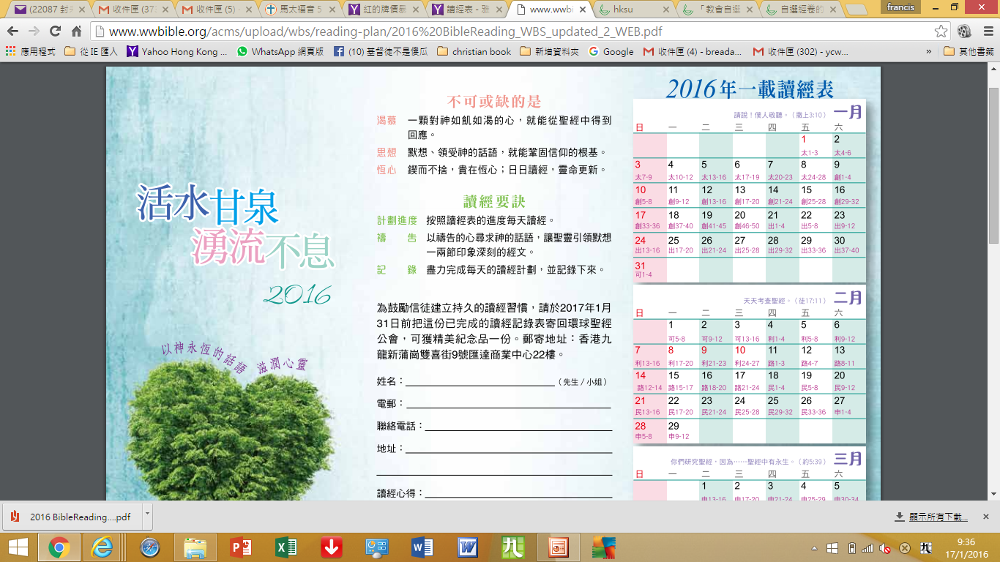 (22087 封未
收件匣 (373
收件匣 (5) -
馬太福音 5
紅的牌價最
讀經表 - 雅
www.wwbi
hksu
「教會自選
自選經卷的
francis
www.wwbible.org/acms/upload/wbs/reading-plan/2016%20BibleReading_WBS_updated_2_WEB.pdf
應用程式
從 IE 匯入
Yahoo Hong Kong ...
WhatsApp 網頁版
(10) 基督徒不是傻瓜
christian book
新增資料夾
Google
收件匣 (4) - breada...
收件匣 (302) - ycw...
»
其他書籤
活水甘泉
湧流不息
2016
以神永恆的話語 滋潤心靈
不可或缺的是
渴慕 一顆對神如飢如渴的心，就能從聖經中得到
回應。
思想 默想、領受神的話語，就能鞏固信仰的根基。
恆心 鍥而不捨，貴在恆心；日日讀經，靈命更新。
讀經要訣
計劃進度 按照讀經表的進度每天讀經。
禱告 以禱告的心尋求神的話語，讓聖靈引領默想
一兩節印象深刻的經文。
記錄 盡力完成每天的讀經計劃，並記錄下來。
為鼓勵信徒建立持久的讀經習慣，請於2017年1月
31日前把這份已完成的讀經記錄表寄回環球聖經
公會，可獲精美紀念品一份。郵寄地址：香港九
龍新蒲崗雙喜街9號匯達商業中心22樓。
姓名： （先生 / 小姐）
電郵：
聯絡電話：
地址：
讀經心得：
2016年一載讀經表
請說！僕人敬聽。（撒上3:10） 一月
日 一 二 三 四 五 六
1 2
太1-3 太4-6
3 4 5 6 7 8 9
太7-9 太10-12 太13-16 太17-19 太20-23 太24-28 創1-4
10 11 12 13 14 15 16
創5-8 創9-12 創13-16 創17-20 創21-24 創25-28 創29-32
17 18 19 20 21 22 23
創33-36 創37-40 創41-45 創46-50 出1-4 出5-8 出9-12
24 25 26 27 28 29 30
出13-16 出17-20 出21-24 出25-28 出29-32 出33-36 出37-40
31
可1-4
天天考查聖經。（徒17:11） 二月
日 一 二 三 四 五 六
1 2 3 4 5 6
可5-8 可9-12 可13-16 利1-4 利5-8 利9-12
7 8 9 10 11 12 13
利13-16 利17-20 利21-23 利24-27 路1-3 路4-7 路8-11
14 15 16 17 18 19 20
路12-14 路15-17 路18-20 路21-24 民1-4 民5-8 民9-12
21 22 23 24 25 26 27
民13-16 民17-20 民21-24 民25-28 民29-32 民33-36 申1-4
28 29
申5-8 申9-12
你們研究聖經，因為……聖經中有永生。（約5:39） 三月
日 一 二 三 四 五 六
1 2 3 4 5
申13-16 申17-20 申21-24 申25-29 申30-34
2016 BibleReading....pdf
顯示所有下載...
9:36
17/1/2016